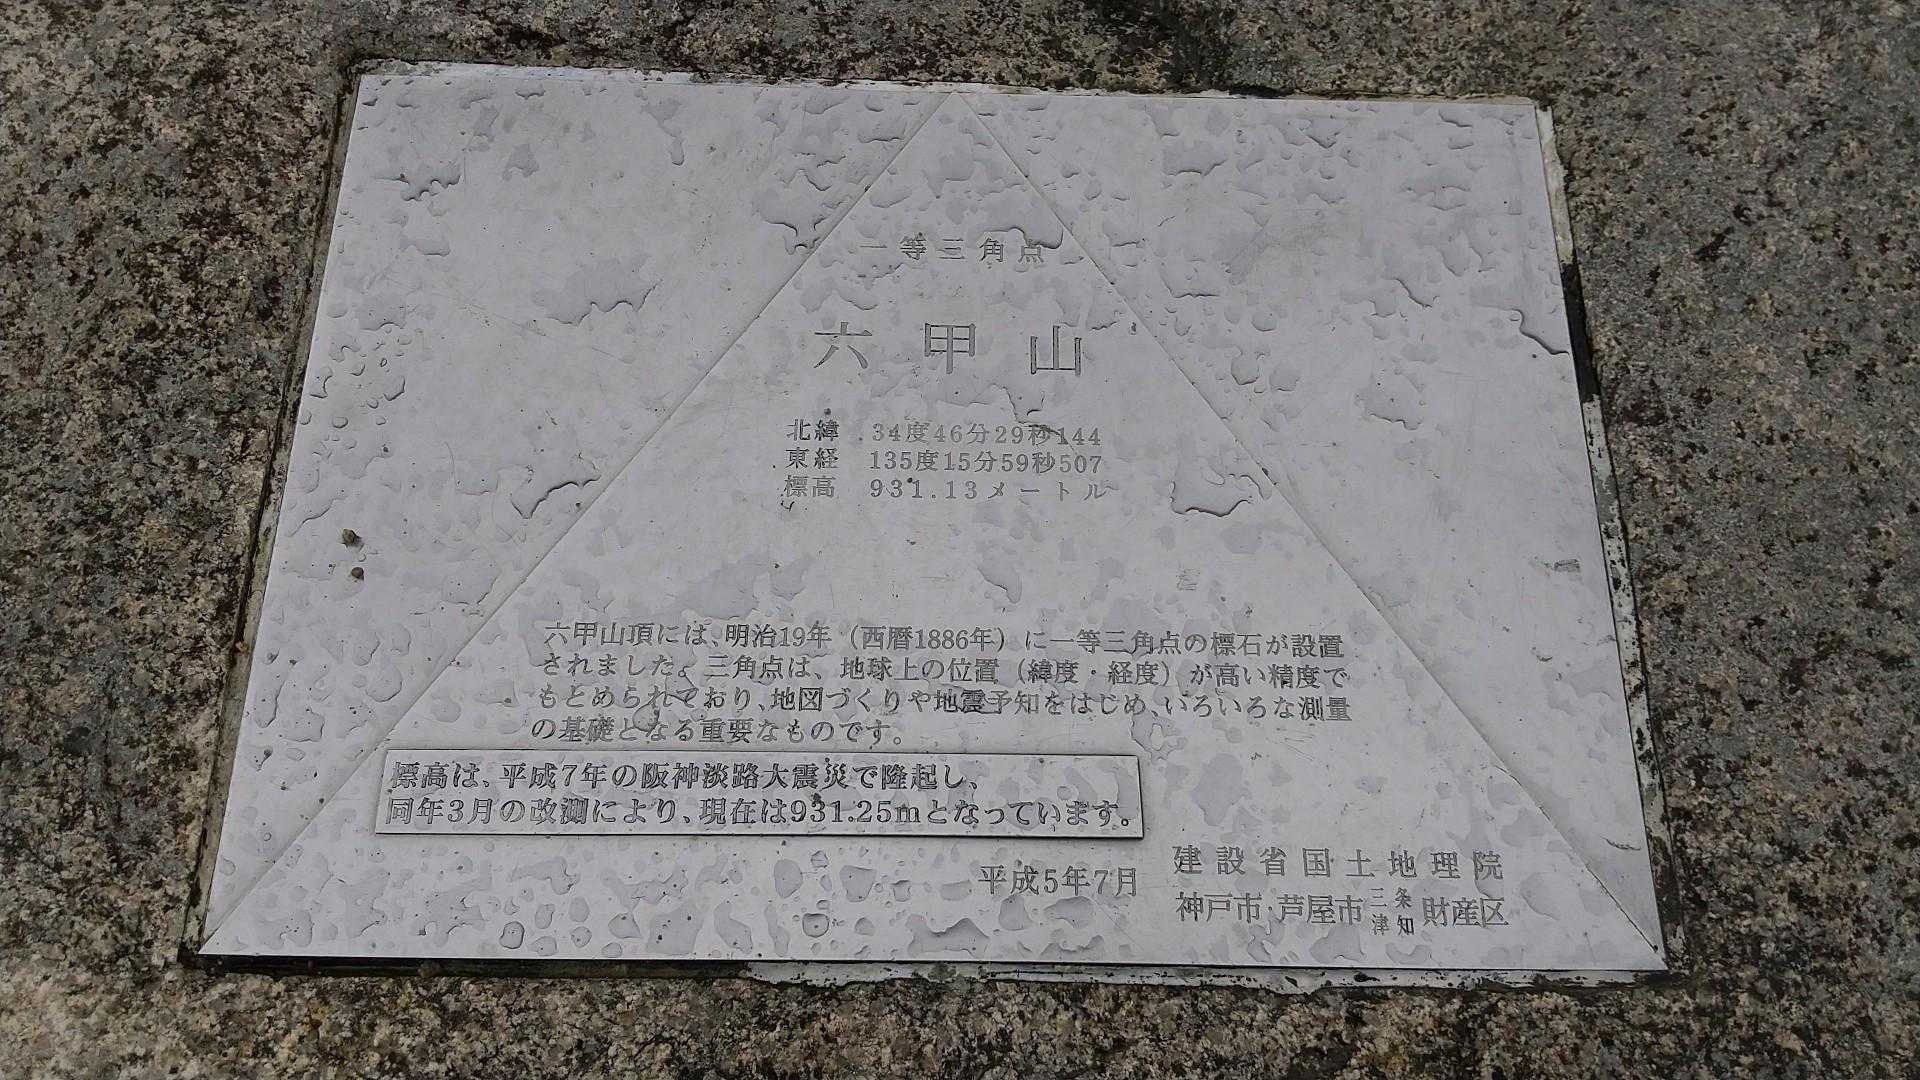 一等三角点
六甲山
北緯 34度46分29秒144
東経 135度15分59秒507
標高 931.13メートル
六甲山頂には、明治19年（西暦1886年）に一等三角点の標石が設置
されました。三角点は、地球上の位置（緯度・経度）が高い精度で
もとめられており、地図づくりや地震予知をはじめ、いろいろな測量
の基礎となる重要なものです。
標高は、平成7年の阪神淡路大震災で隆起し、
同年3月の改測により、現在は931.25mとなっています。
平成5年7月
建設省国土地理院
神戸市・芦屋市三条津知財産区